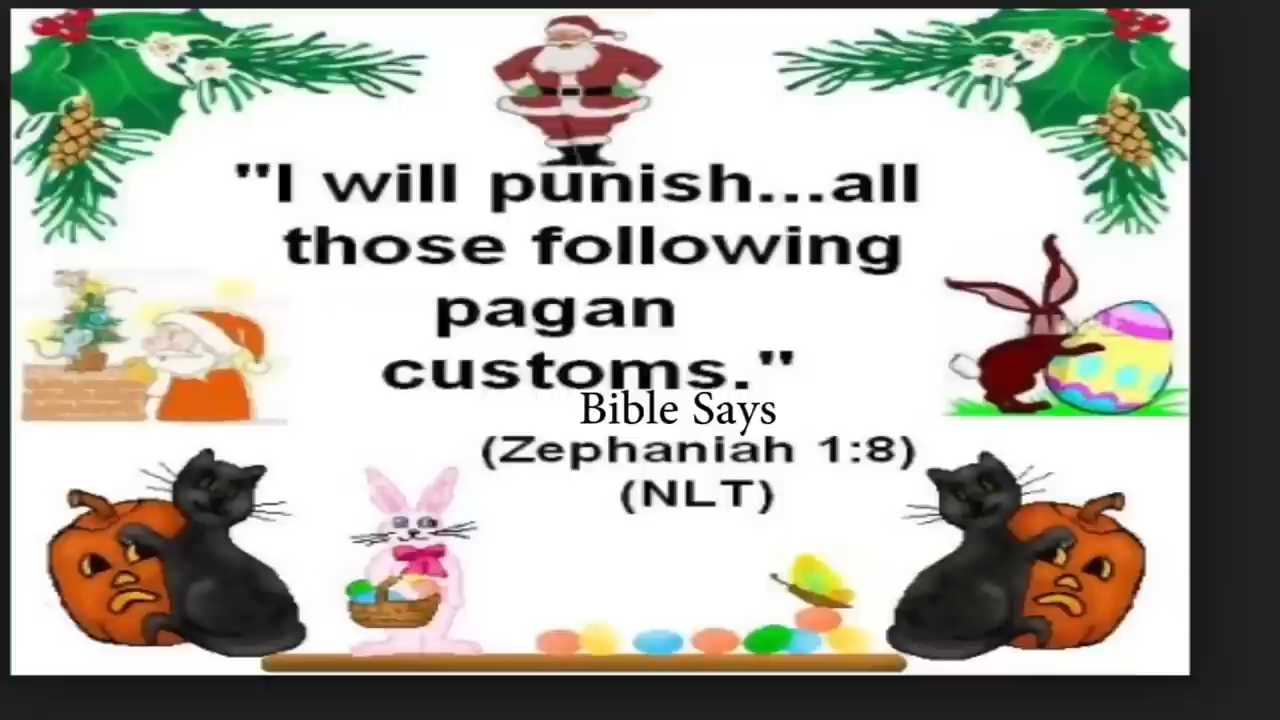 "I will punish...all
those following
pagan
customs."
Bible Says
(Zephaniah 1:8)
(NLT)